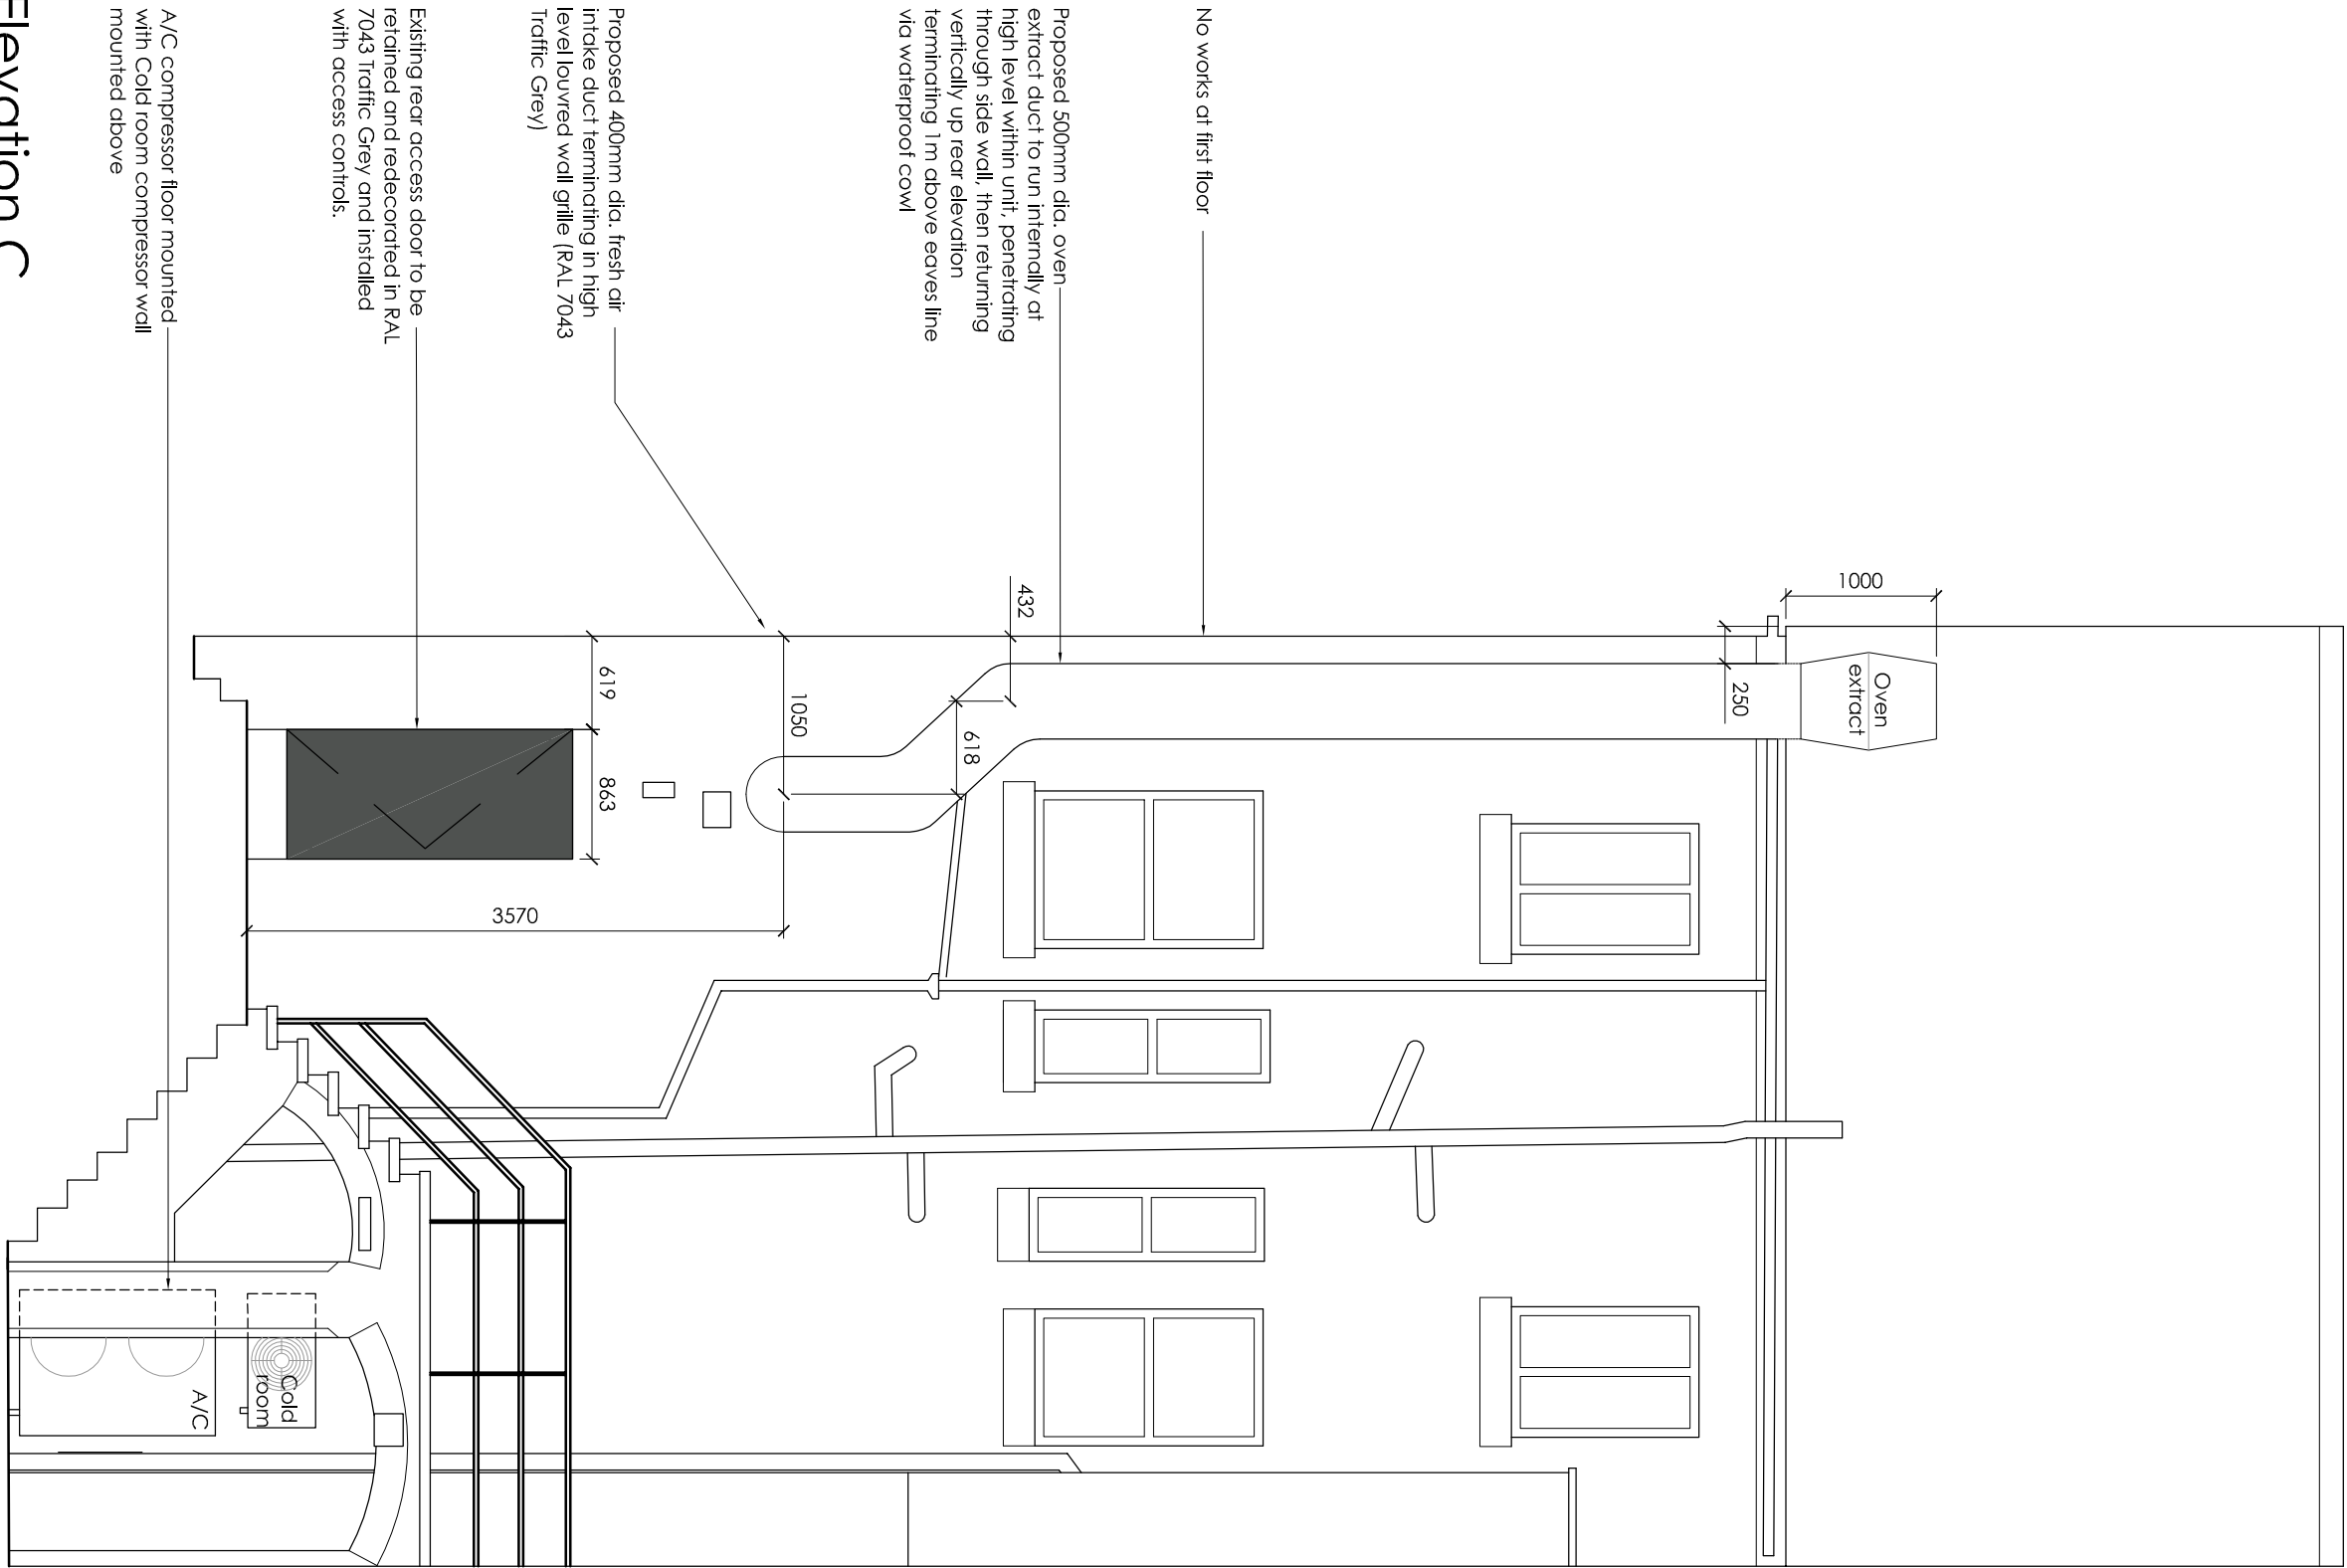 No works at first floor
Proposed 500mm dia. oven
extract duct to run internally at
high level within unit, penetrating
through side wall, then returning
vertically up rear elevation
terminating 1m above eaves line
via waterproof cowl
Proposed 400mm dia. fresh air
intake duct terminating in high
level louvred wall grille (RAL 7043
Traffic Grey)
Existing rear access door to be
retained and redecorated in RAL
7043 Traffic Grey and installed
with access controls.
A/C compressor floor mounted
with Cold room compressor wall
mounted above
Elevation C
1000
Oven
extract
250
432
618
1050
619
863
3570
Cold
room
A/C